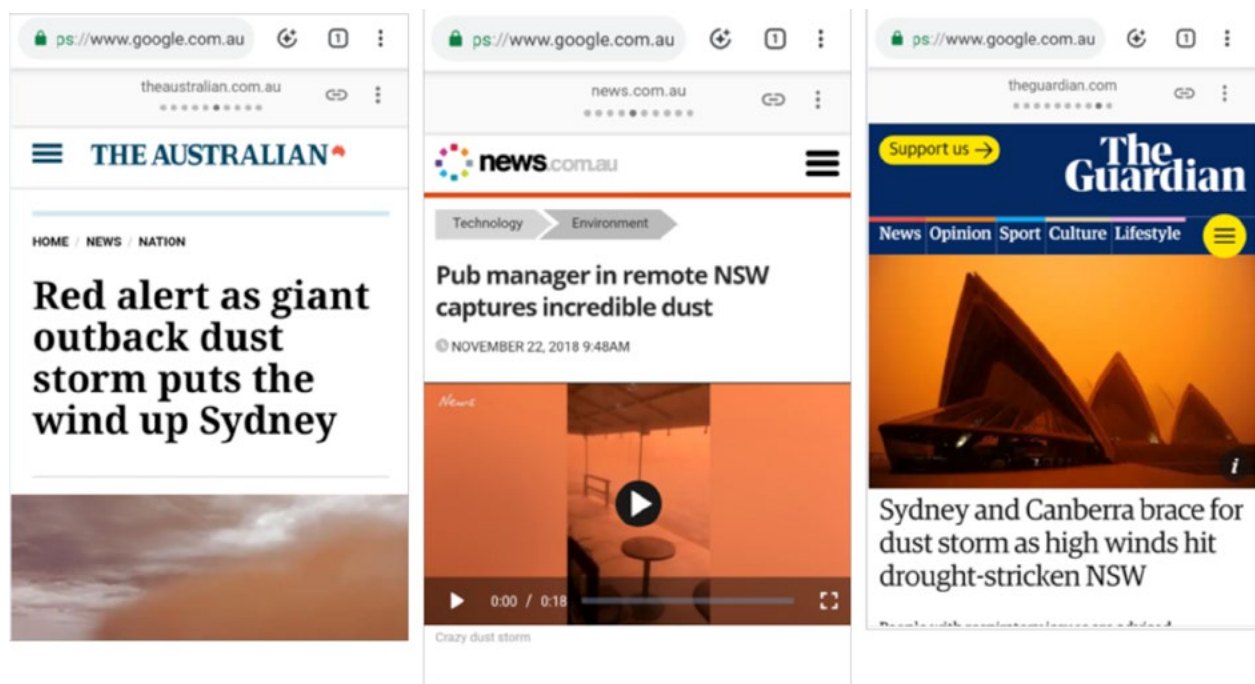 ps://www.google.com.au
1
theaustralian.com.au
THE AUSTRALIAN
HOME / NEWS / NATION
Red alert as giant
outback dust
storm puts the
wind up Sydney
ps://www.google.com.au
1
news.com.au
news.com.au
Technology
Environment
Pub manager in remote NSW
captures incredible dust
NOVEMBER 22, 2018 9:48AM
News
0:00 / 0:18
Crazy dust storm
ps://www.google.com.au
1
theguardian.com
Support us →
The
Guardian
News Opinion Sport Culture Lifestyle
i
Sydney and Canberra brace for
dust storm as high winds hit
drought-stricken NSW